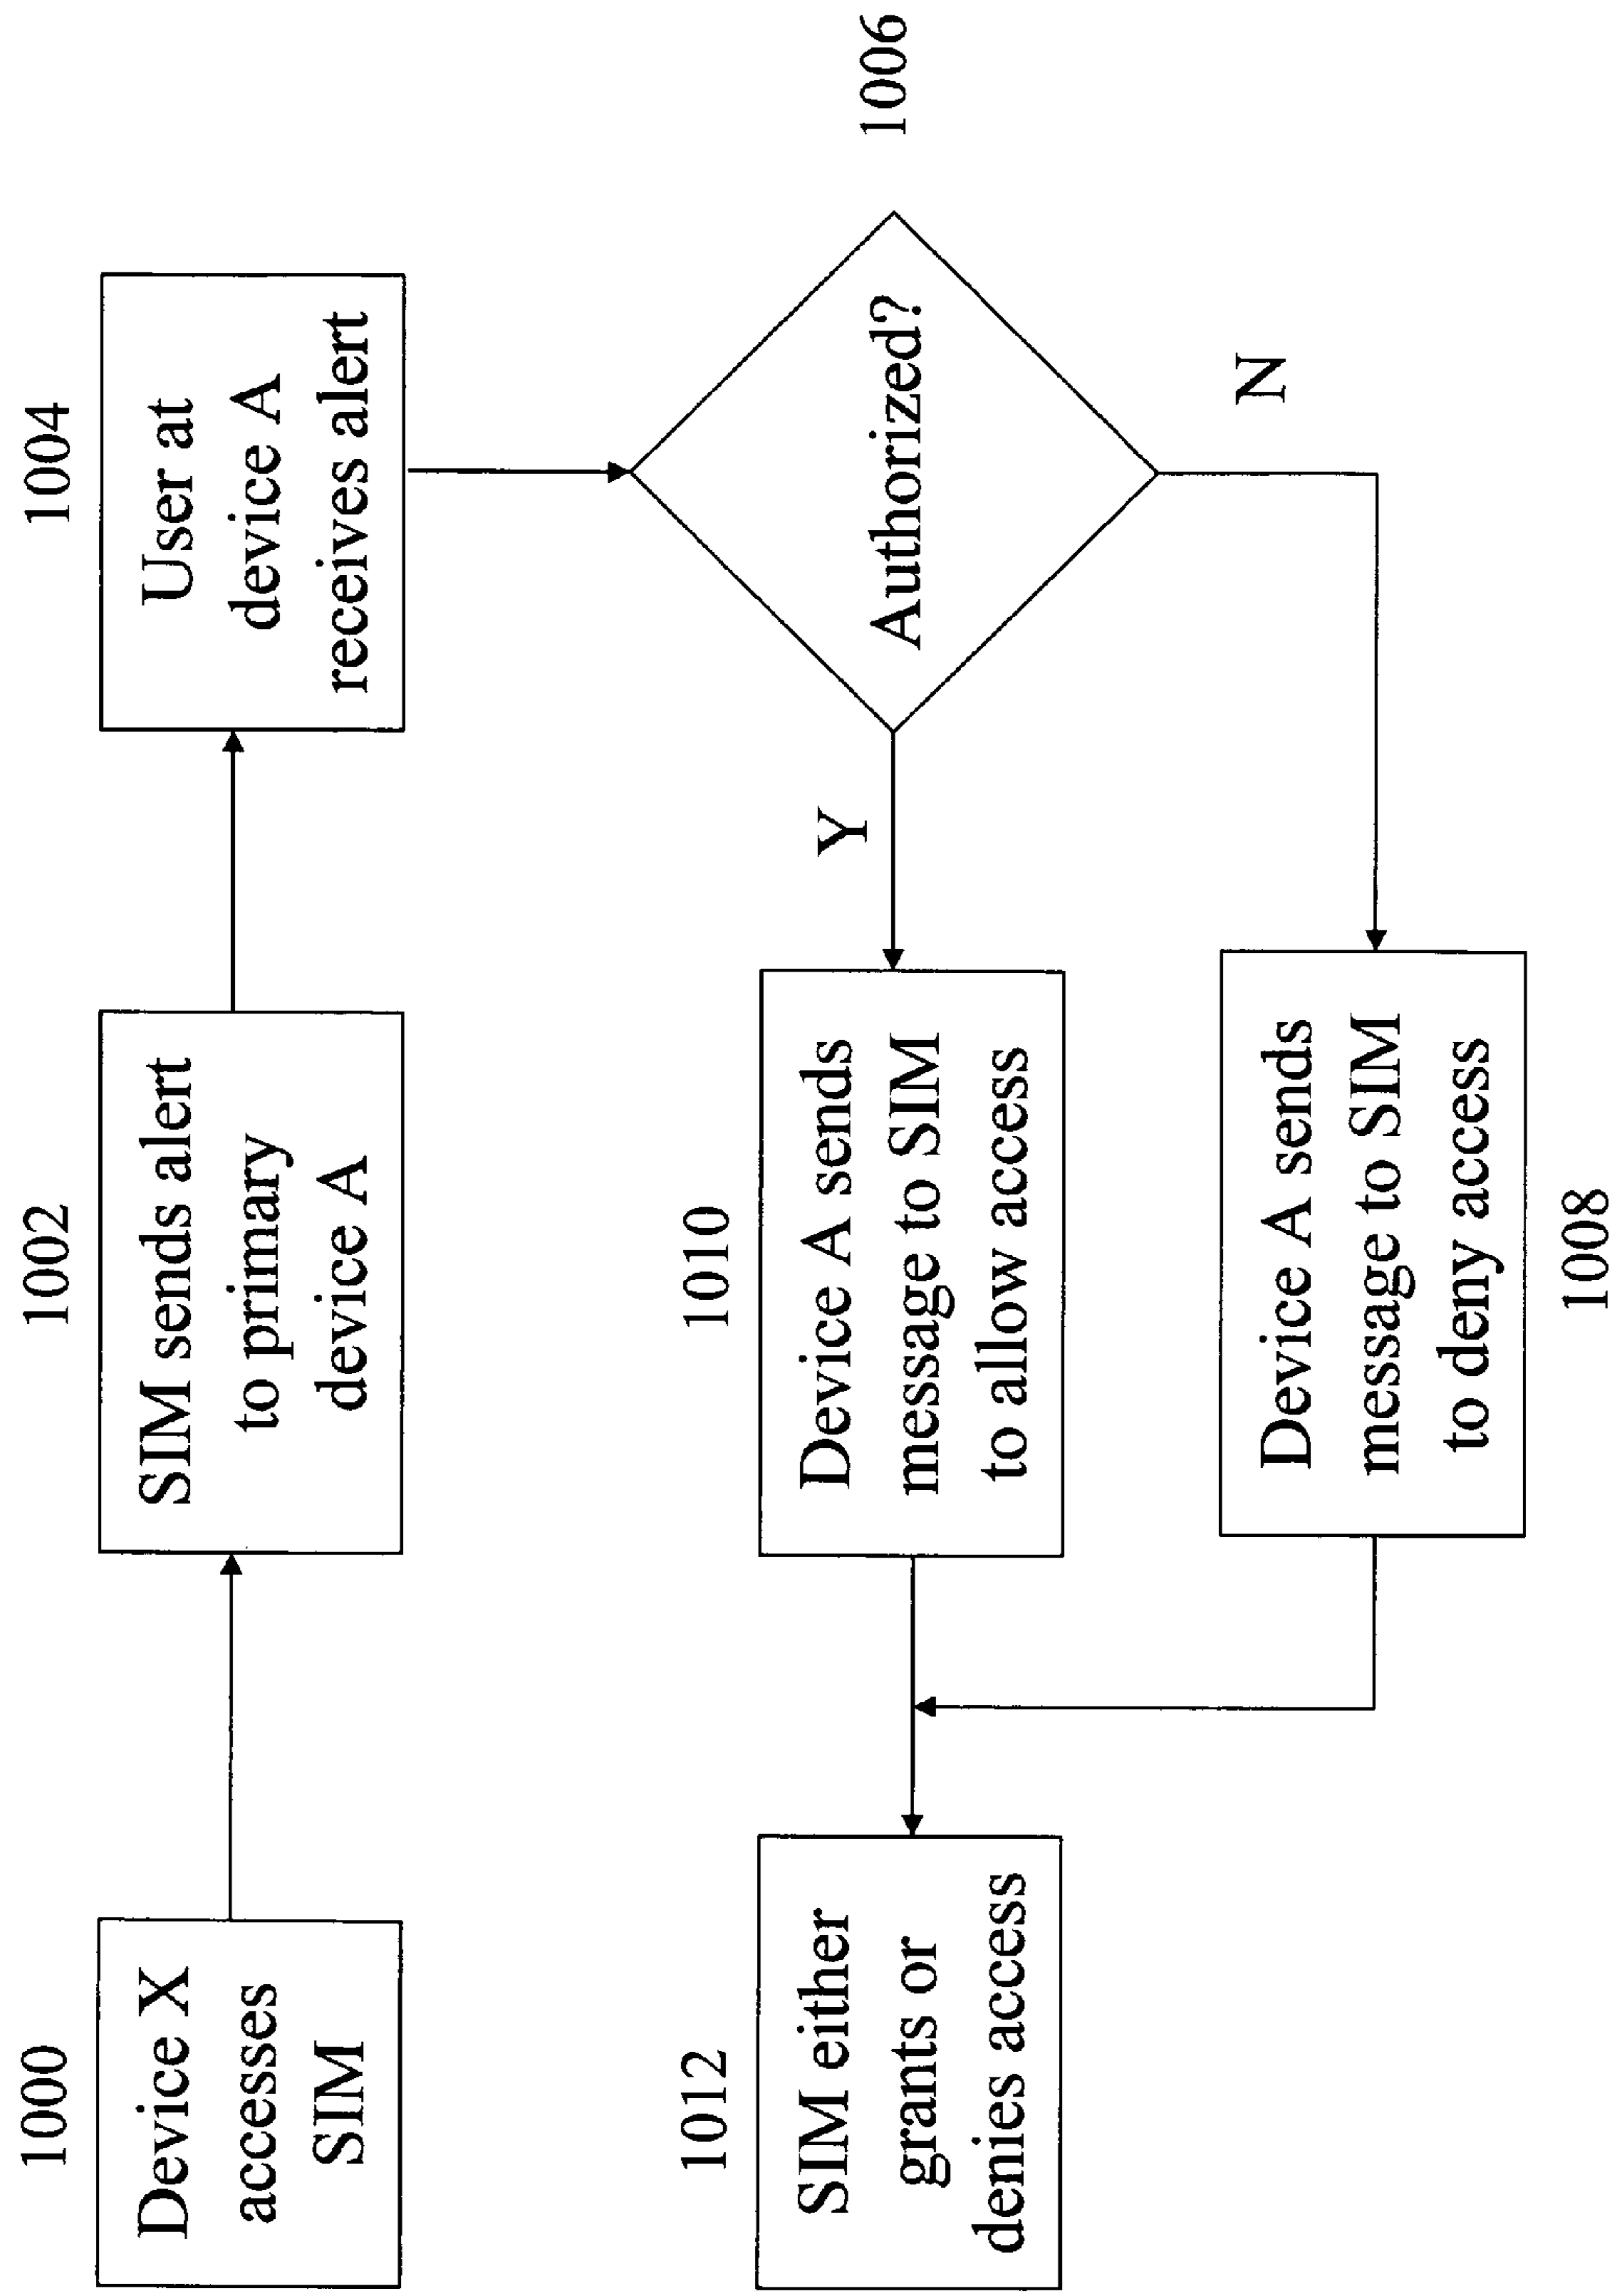 1000
Device X
accesses
SIM
1002
SIM sends alert
to primary
device A
1004
User at
device A
receives alert
Authorized?
1006
Y
N
1010
Device A sends
message to SIM
to allow access
Device A sends
message to SIM
to deny access
1008
1012
SIM either
grants or
denies access